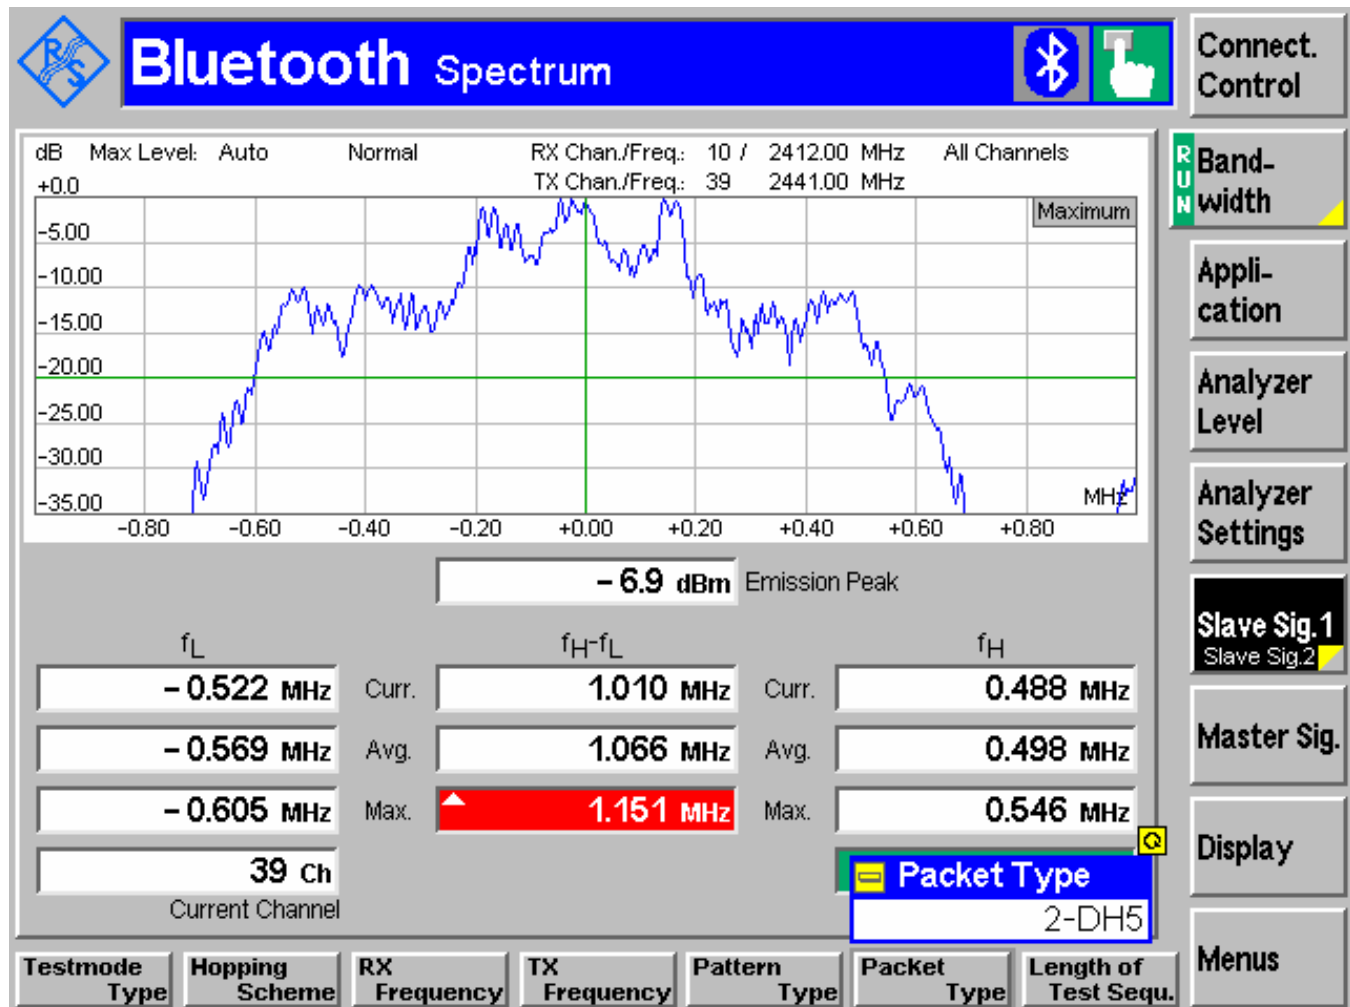 R&S
Bluetooth Spectrum
Connect.
Control
dB Max Level: Auto Normal RX Chan./Freq.: 10 / 2412.00 MHz All Channels
+0.0 TX Chan./Freq.: 39 2441.00 MHz
RUN
Band-
width
Maximum
-5.00
-10.00
-15.00
-20.00
-25.00
-30.00
-35.00
MHz
-0.80 -0.60 -0.40 -0.20 +0.00 +0.20 +0.40 +0.60 +0.80
Appli-
cation
Analyzer
Level
Analyzer
Settings
- 6.9 dBm Emission Peak
Slave Sig.1
Slave Sig.2
fL fH-fL fH
- 0.522 MHz Curr. 1.010 MHz Curr. 0.488 MHz
- 0.569 MHz Avg. 1.066 MHz Avg. 0.498 MHz
- 0.605 MHz Max. 1.151 MHz Max. 0.546 MHz
Master Sig.
39 Ch
Current Channel
Packet Type
2-DH5
Display
Menus
Testmode
Type
Hopping
Scheme
RX
Frequency
TX
Frequency
Pattern
Type
Packet
Type
Length of
Test Sequ.